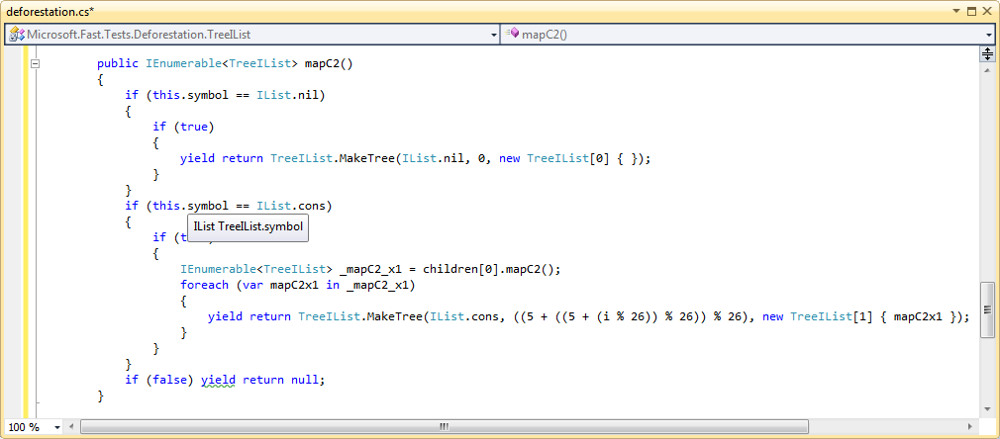 deforestation.cs*
Microsoft.Fast.Tests.Deforestation.TreeIList mapC2()
public IEnumerable<TreeIList> mapC2()
{
if (this.symbol == IList.nil)
{
if (true)
{
yield return TreeIList.MakeTree(IList.nil, 0, new TreeIList[0] { });
}
}
if (this.symbol == IList.cons)
{
IList TreeIList.symbol
if (t
{
IEnumerable<TreeIList> _mapC2_x1 = children[0].mapC2();
foreach (var mapC2x1 in _mapC2_x1)
{
yield return TreeIList.MakeTree(IList.cons, ((5 + ((5 + (i % 26)) % 26)) % 26), new TreeIList[1] { mapC2x1 });
}
}
}
if (false) yield return null;
}
100 %